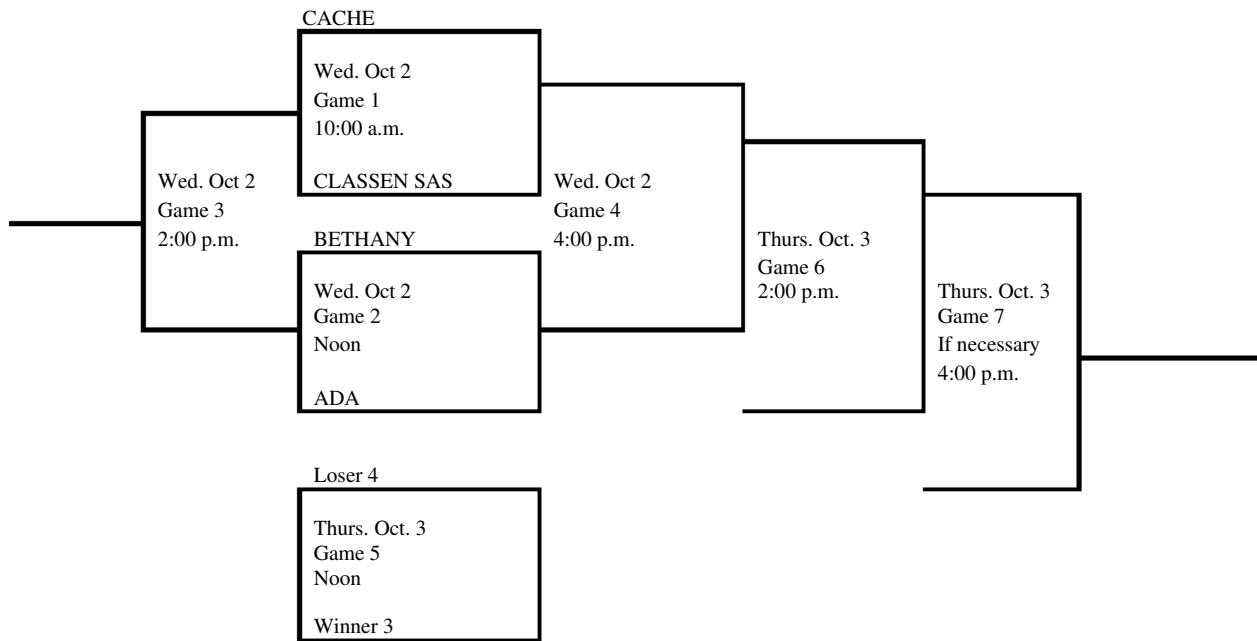 CACHE
Wed. Oct 2
Game 1
10:00 a.m.
CLASSEN SAS
Wed. Oct 2
Game 3
2:00 p.m.
Wed. Oct 2
Game 4
4:00 p.m.
BETHANY
Wed. Oct 2
Game 2
Noon
ADA
Thurs. Oct. 3
Game 6
2:00 p.m.
Thurs. Oct. 3
Game 7
If necessary
4:00 p.m.
Loser 4
Thurs. Oct. 3
Game 5
Noon
Winner 3